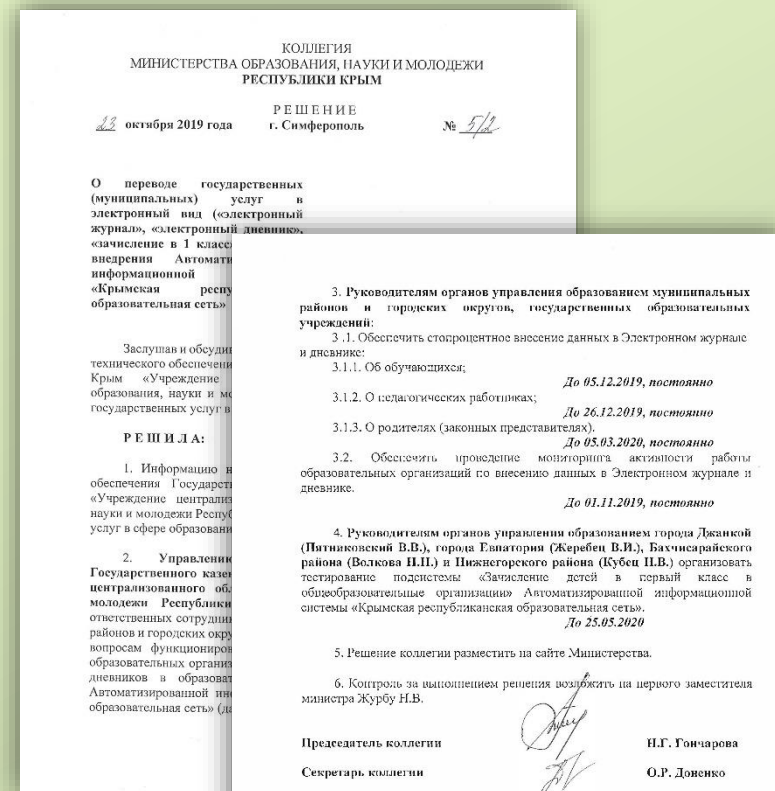 КОЛЛЕГИЯ
МИНИСТЕРСТВА ОБРАЗОВАНИЯ, НАУКИ И МОЛОДЕЖИ
РЕСПУБЛИКИ КРЫМ
РЕШЕНИЕ
23 октября 2019 года г. Симферополь № 5/2
О переводе государственных
(муниципальных) услуг в
электронный вид («электронный
журнал», «электронный дневник»,
«зачисление в 1 класс
внедрения Автомати
информационной
«Крымская респу
образовательная сеть»
Заслушав и обсудив
технического обеспечени
Крым «Учреждение
образования, науки и мо
государственных услуг в
РЕШИЛА:
1. Информацию н
обеспечения Государст
«Учреждение централиз
науки и молодежи Респуб
услуг в сфере образовани
2. Управлению
Государственного казен
централизованного об
молодежи Республики
ответственных сотрудни
районов и городских окру
вопросам функциониров
образовательных организ
дневников в образоват
Автоматизированной ин
образовательная сеть» (да
3. Руководителям органов управления образованием муниципальных
районов и городских округов, государственных образовательных
учреждений:
3 .1. Обеспечить стопроцентное внесение данных в Электронном журнале
и дневнике:
3.1.1. Об обучающихся;
До 05.12.2019, постоянно
3.1.2. О педагогических работниках;
До 26.12.2019, постоянно
3.1.3. О родителях (законных представителях).
До 05.03.2020, постоянно
3.2. Обеспечить проведение мониторинга активности работы
образовательных организаций по внесению данных в Электронном журнале и
дневнике.
До 01.11.2019, постоянно
4. Руководителям органов управления образованием города Джанкой
(Пятниковский В.В.), города Евпатория (Жеребец В.И.), Бахчисарайского
района (Волкова Н.Н.) и Нижнегорского района (Кубец Н.В.) организовать
тестирование подсистемы «Зачисление детей в первый класс в
общеобразовательные организации» Автоматизированной информационной
системы «Крымская республиканская образовательная сеть».
До 25.05.2020
5. Решение коллегии разместить на сайте Министерства.
6. Контроль за выполнением решения возложить на первого заместителя
министра Журбу Н.В.
Председатель коллегии Н.Г. Гончарова
Секретарь коллегии О.Р. Доненко